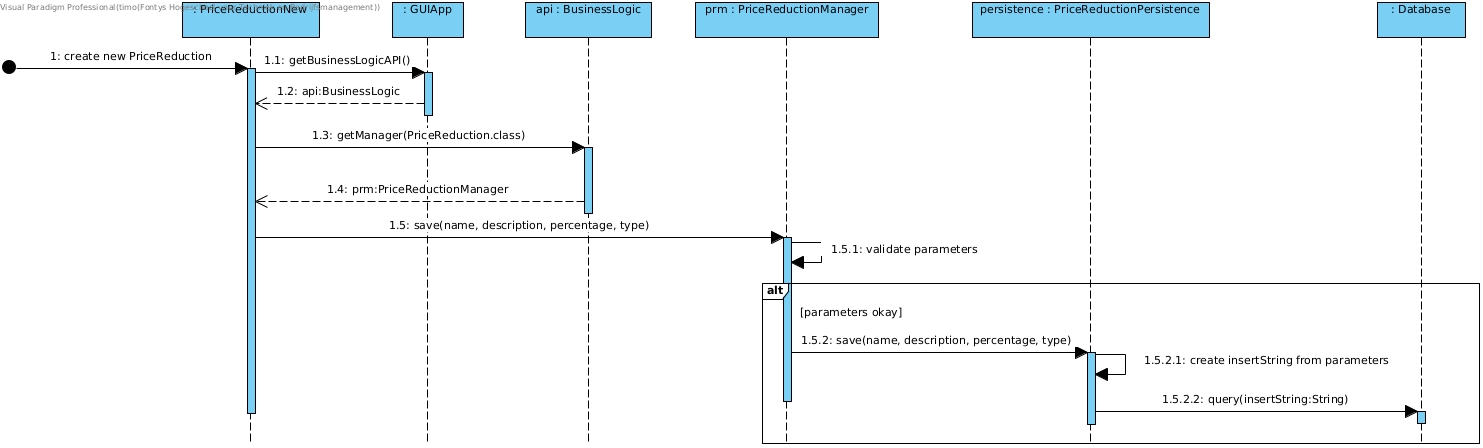 Visual Paradigm Professional(timo(Fontys
: PriceReductionNew
: GUIApp
api : BusinessLogic
prm : PriceReductionManager
persistence : PriceReductionPersistence
: Database
1: create new PriceReduction
1.1: getBusinessLogicAPI()
1.2: api:BusinessLogic
1.3: getManager(PriceReduction.class)
1.4: prm:PriceReductionManager
1.5: save(name, description, percentage, type)
1.5.1: validate parameters
alt
[parameters okay]
1.5.2: save(name, description, percentage, type)
1.5.2.1: create insertString from parameters
1.5.2.2: query(insertString:String)